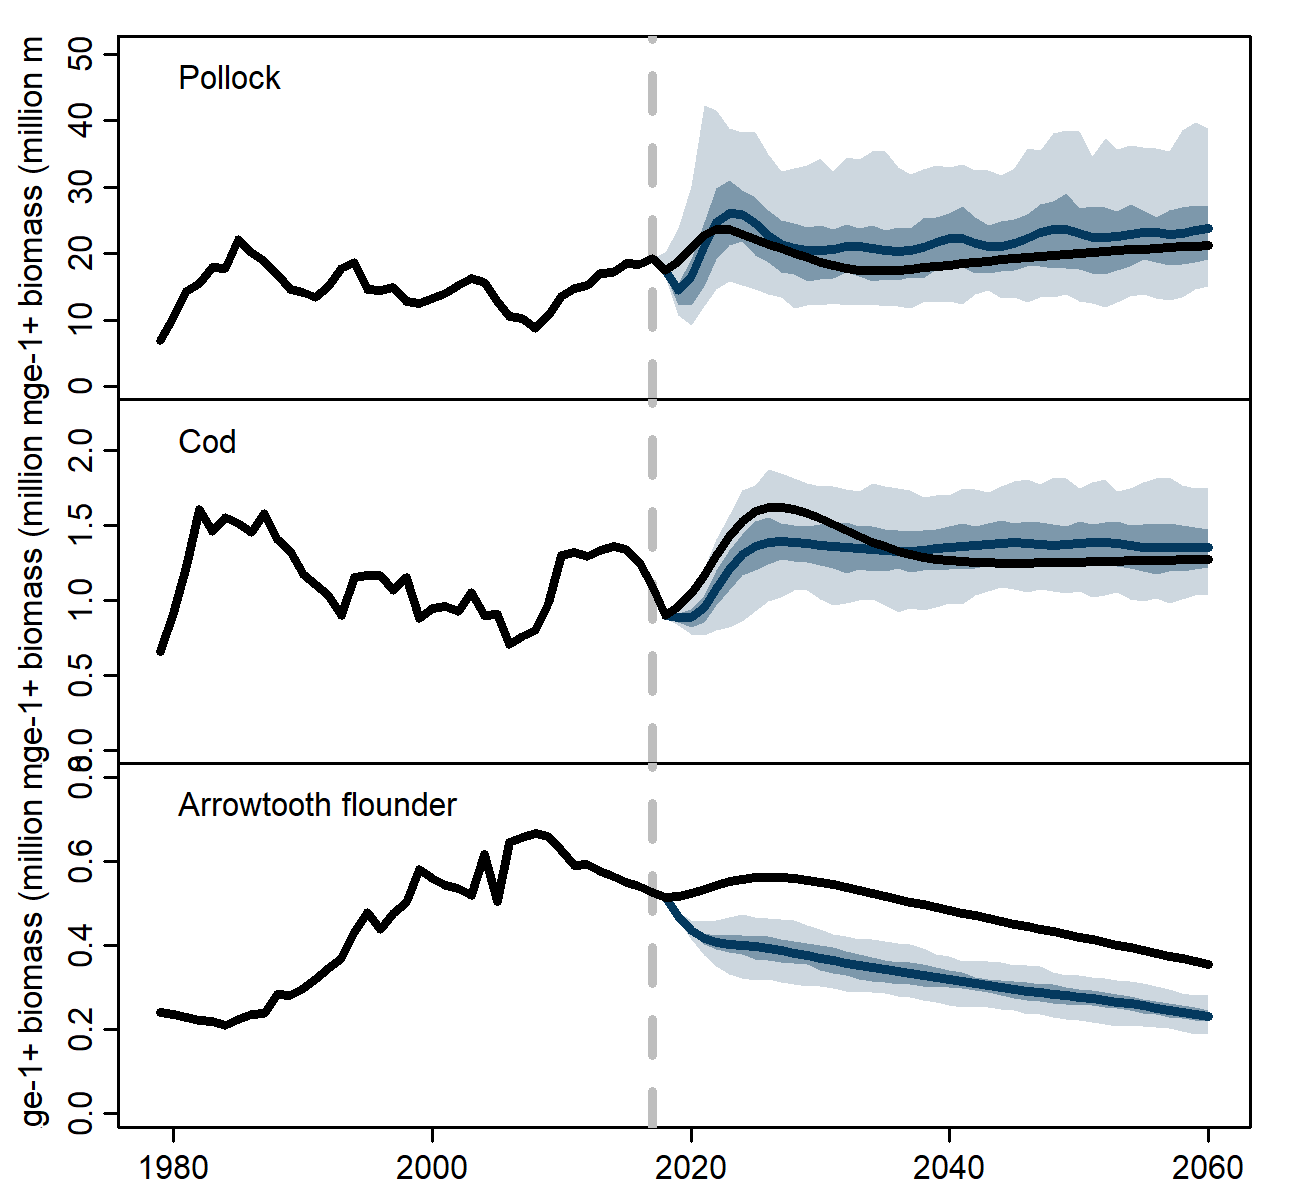 Pollock
0 10 20 30 40 50
ge-1+ biomass (million m
Cod
0.0 0.5 1.0 1.5 2.0
ge-1+ biomass (million m
Arrowtooth flounder
0.0 0.2 0.4 0.6 0.8
ge-1+ biomass (million m
1980 2000 2020 2040 2060